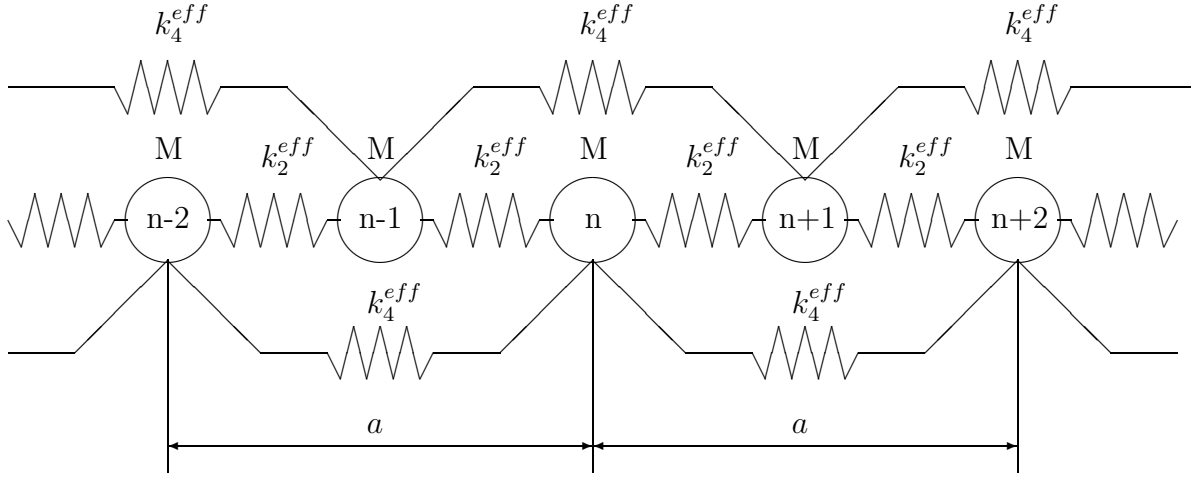 k_4^{eff} k_4^{eff} k_4^{eff}
M k_2^{eff} M k_2^{eff} M k_2^{eff} M k_2^{eff} M
n-2 n-1 n n+1 n+2
k_4^{eff} k_4^{eff}
a a